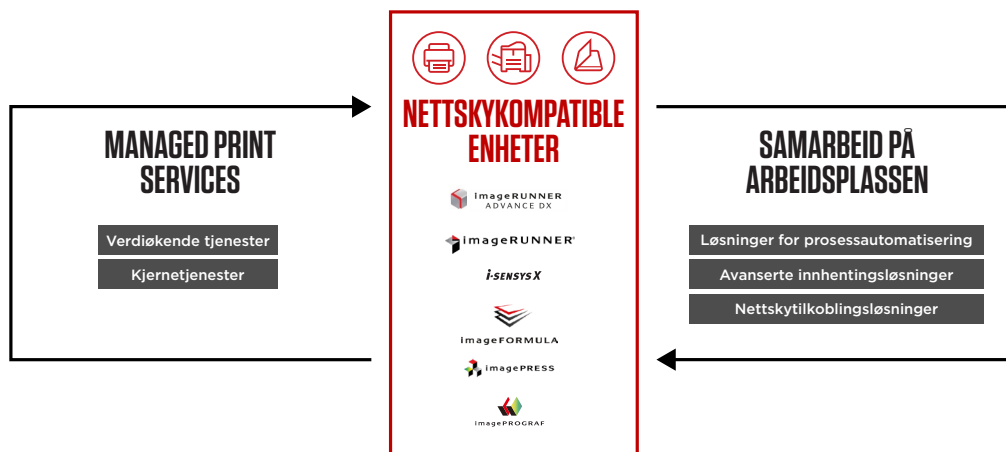 MANAGED PRINT
SERVICES
Verdiøkende tjenester
Kjernetjenester
NETTSKYKOMPATIBLE
ENHETER
imageRUNNER
ADVANCE DX
imageRUNNER®
i-SENSYS X
imageFORMULA
imagePRESS
imagePROGRAF
SAMARBEID PÅ
ARBEIDSPLASSEN
Løsninger for prosessautomatisering
Avanserte innhentingsløsninger
Nettskytilkoblingsløsninger